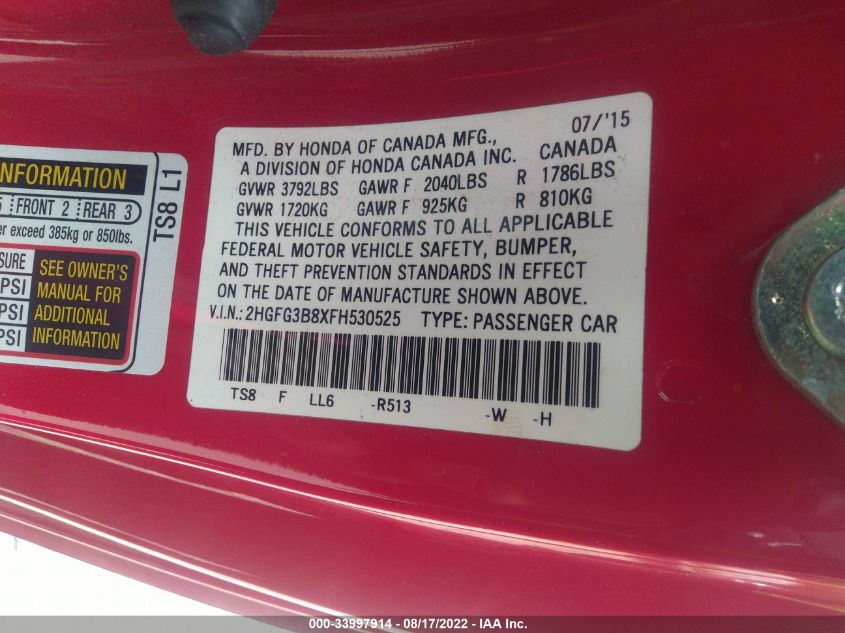 07/'15
MFD. BY HONDA OF CANADA MFG.,
A DIVISION OF HONDA CANADA INC. CANADA
GVWR 3792LBS GAWR F 2040LBS R 1786LBS
GVWR 1720KG GAWR F 925KG R 810KG
THIS VEHICLE CONFORMS TO ALL APPLICABLE
FEDERAL MOTOR VEHICLE SAFETY, BUMPER,
AND THEFT PREVENTION STANDARDS IN EFFECT
ON THE DATE OF MANUFACTURE SHOWN ABOVE.
V.I.N.: 2HGFG3B8XFH530525 TYPE: PASSENGER CAR
TS8 F LL6 -R513 -W -H
INFORMATION
FRONT 2 REAR 3
exceed 385kg or 850lbs.
SEE OWNER'S
PSI MANUAL FOR
PSI ADDITIONAL
PSI INFORMATION
TS8 L1
000-33997914 - 08/17/2022 - IAA Inc.